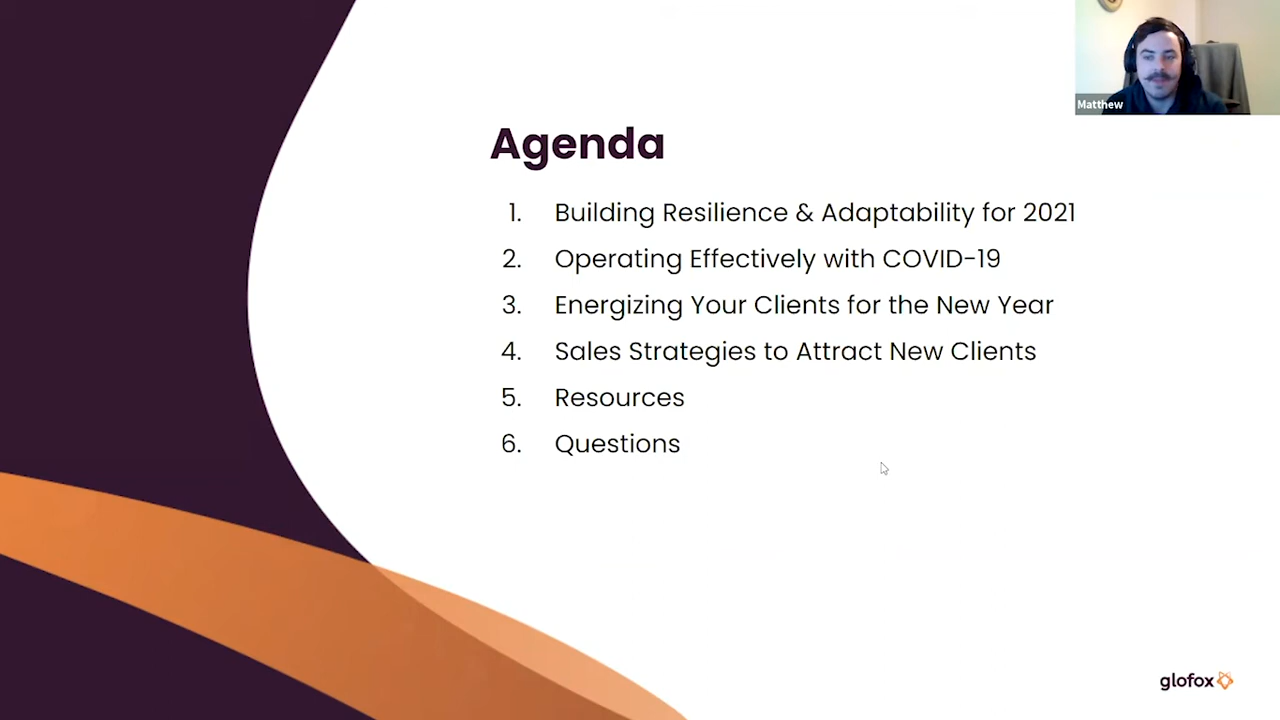 Matthew
Agenda
1. Building Resilience & Adaptability for 2021
2. Operating Effectively with COVID-19
3. Energizing Your Clients for the New Year
4. Sales Strategies to Attract New Clients
5. Resources
6. Questions
glofox